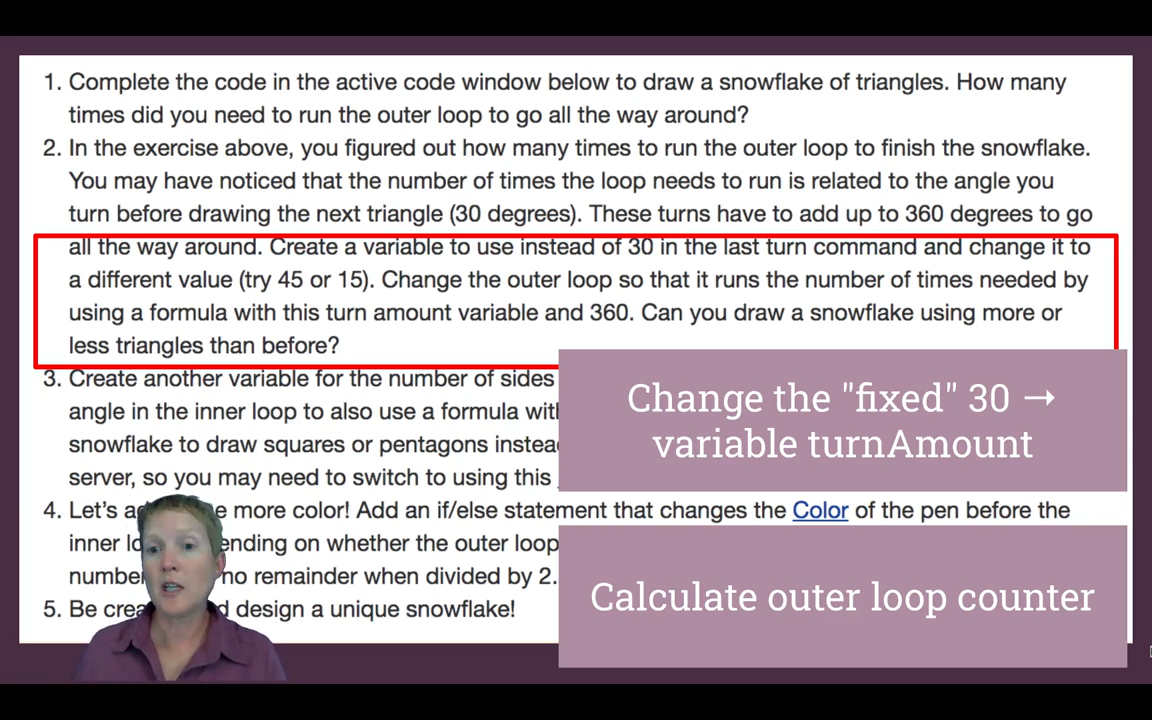 1. Complete the code in the active code window below to draw a snowflake of triangles. How many
times did you need to run the outer loop to go all the way around?
2. In the exercise above, you figured out how many times to run the outer loop to finish the snowflake.
You may have noticed that the number of times the loop needs to run is related to the angle you
turn before drawing the next triangle (30 degrees). These turns have to add up to 360 degrees to go
all the way around. Create a variable to use instead of 30 in the last turn command and change it to
a different value (try 45 or 15). Change the outer loop so that it runs the number of times needed by
using a formula with this turn amount variable and 360. Can you draw a snowflake using more or
less triangles than before?
3. Create another variable for the number of sides
angle in the inner loop to also use a formula
snowflake to draw squares or pentagons
server, so you may need to switch to using this
4. Let's more color! Add an if/else statement that changes the Color of the pen before the
inner on whether the outer loop
number no remainder when divided by 2.
5. Be design a unique snowflake!
Change the "fixed" 30 →
variable turnAmount
Calculate outer loop counter